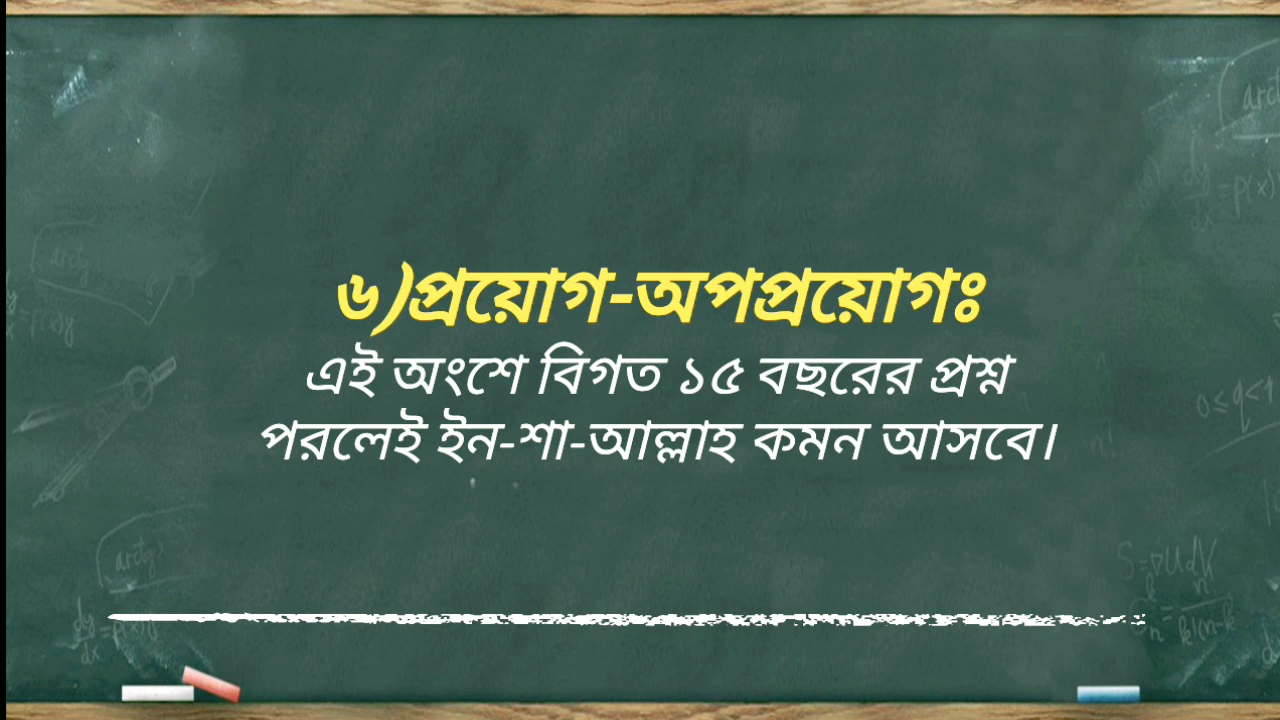 ৬)প্রয়োগ-অপপ্রয়োগঃ
এই অংশে বিগত ১৫ বছরের প্রশ্ন
পরলেই ইন-শা-আল্লাহ কমন আসবে।